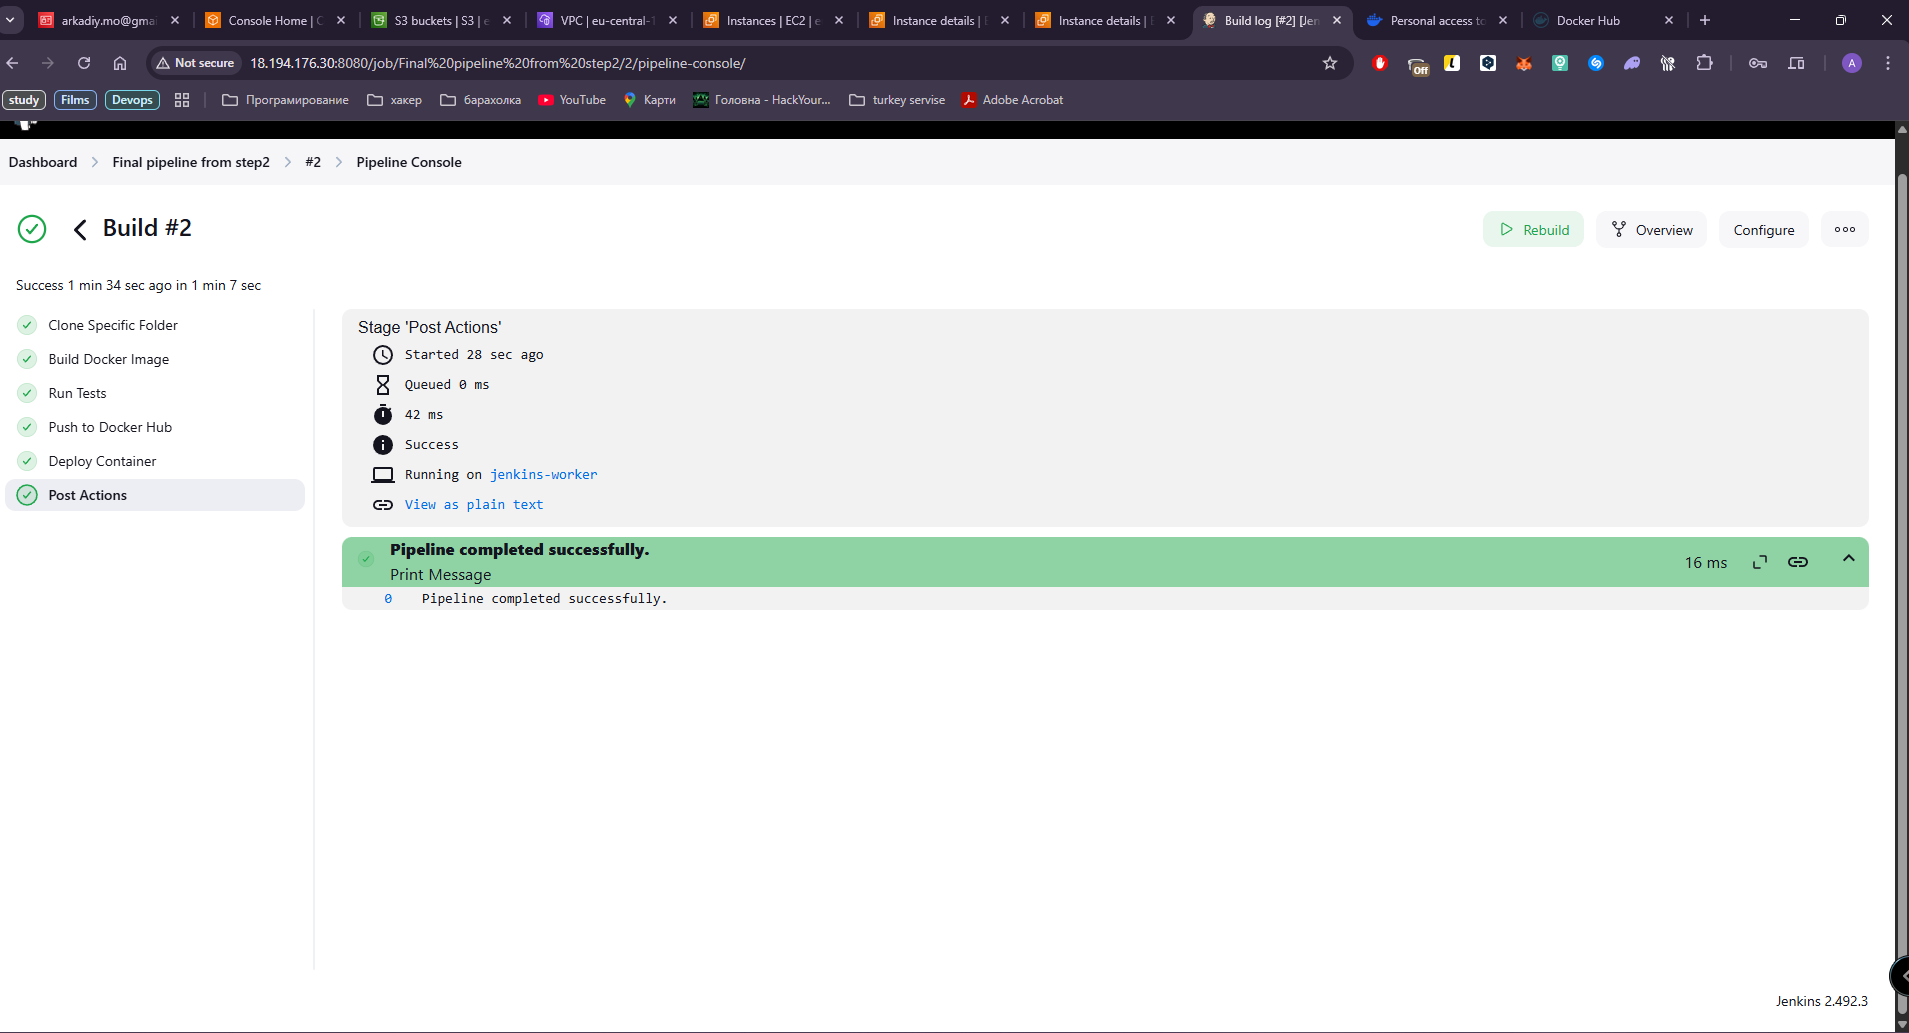 arkadiy.mo@gmai
Console Home | C
S3 buckets | S3 | e
VPC | eu-central-1
Instances | EC2 | e
Instance details | E
Instance details | E
Build log [#2] [Jen
Personal access to
Docker Hub
Not secure
18.194.176.30:8080/job/Final%20pipeline%20from%20step2/2/pipeline-console/
Off
L
A
study
Films
Devops
Програмирование
хакер
барахолка
YouTube
Карти
Головна - HackYour...
turkey servise
Adobe Acrobat
Dashboard
Final pipeline from step2
#2
Pipeline Console
Build #2
Rebuild
Overview
Configure
Success 1 min 34 sec ago in 1 min 7 sec
Clone Specific Folder
Build Docker Image
Run Tests
Push to Docker Hub
Deploy Container
Post Actions
Stage 'Post Actions'
Started 28 sec ago
Queued 0 ms
42 ms
Success
Running on jenkins-worker
View as plain text
Pipeline completed successfully.
Print Message
16 ms
0 Pipeline completed successfully.
Jenkins 2.492.3